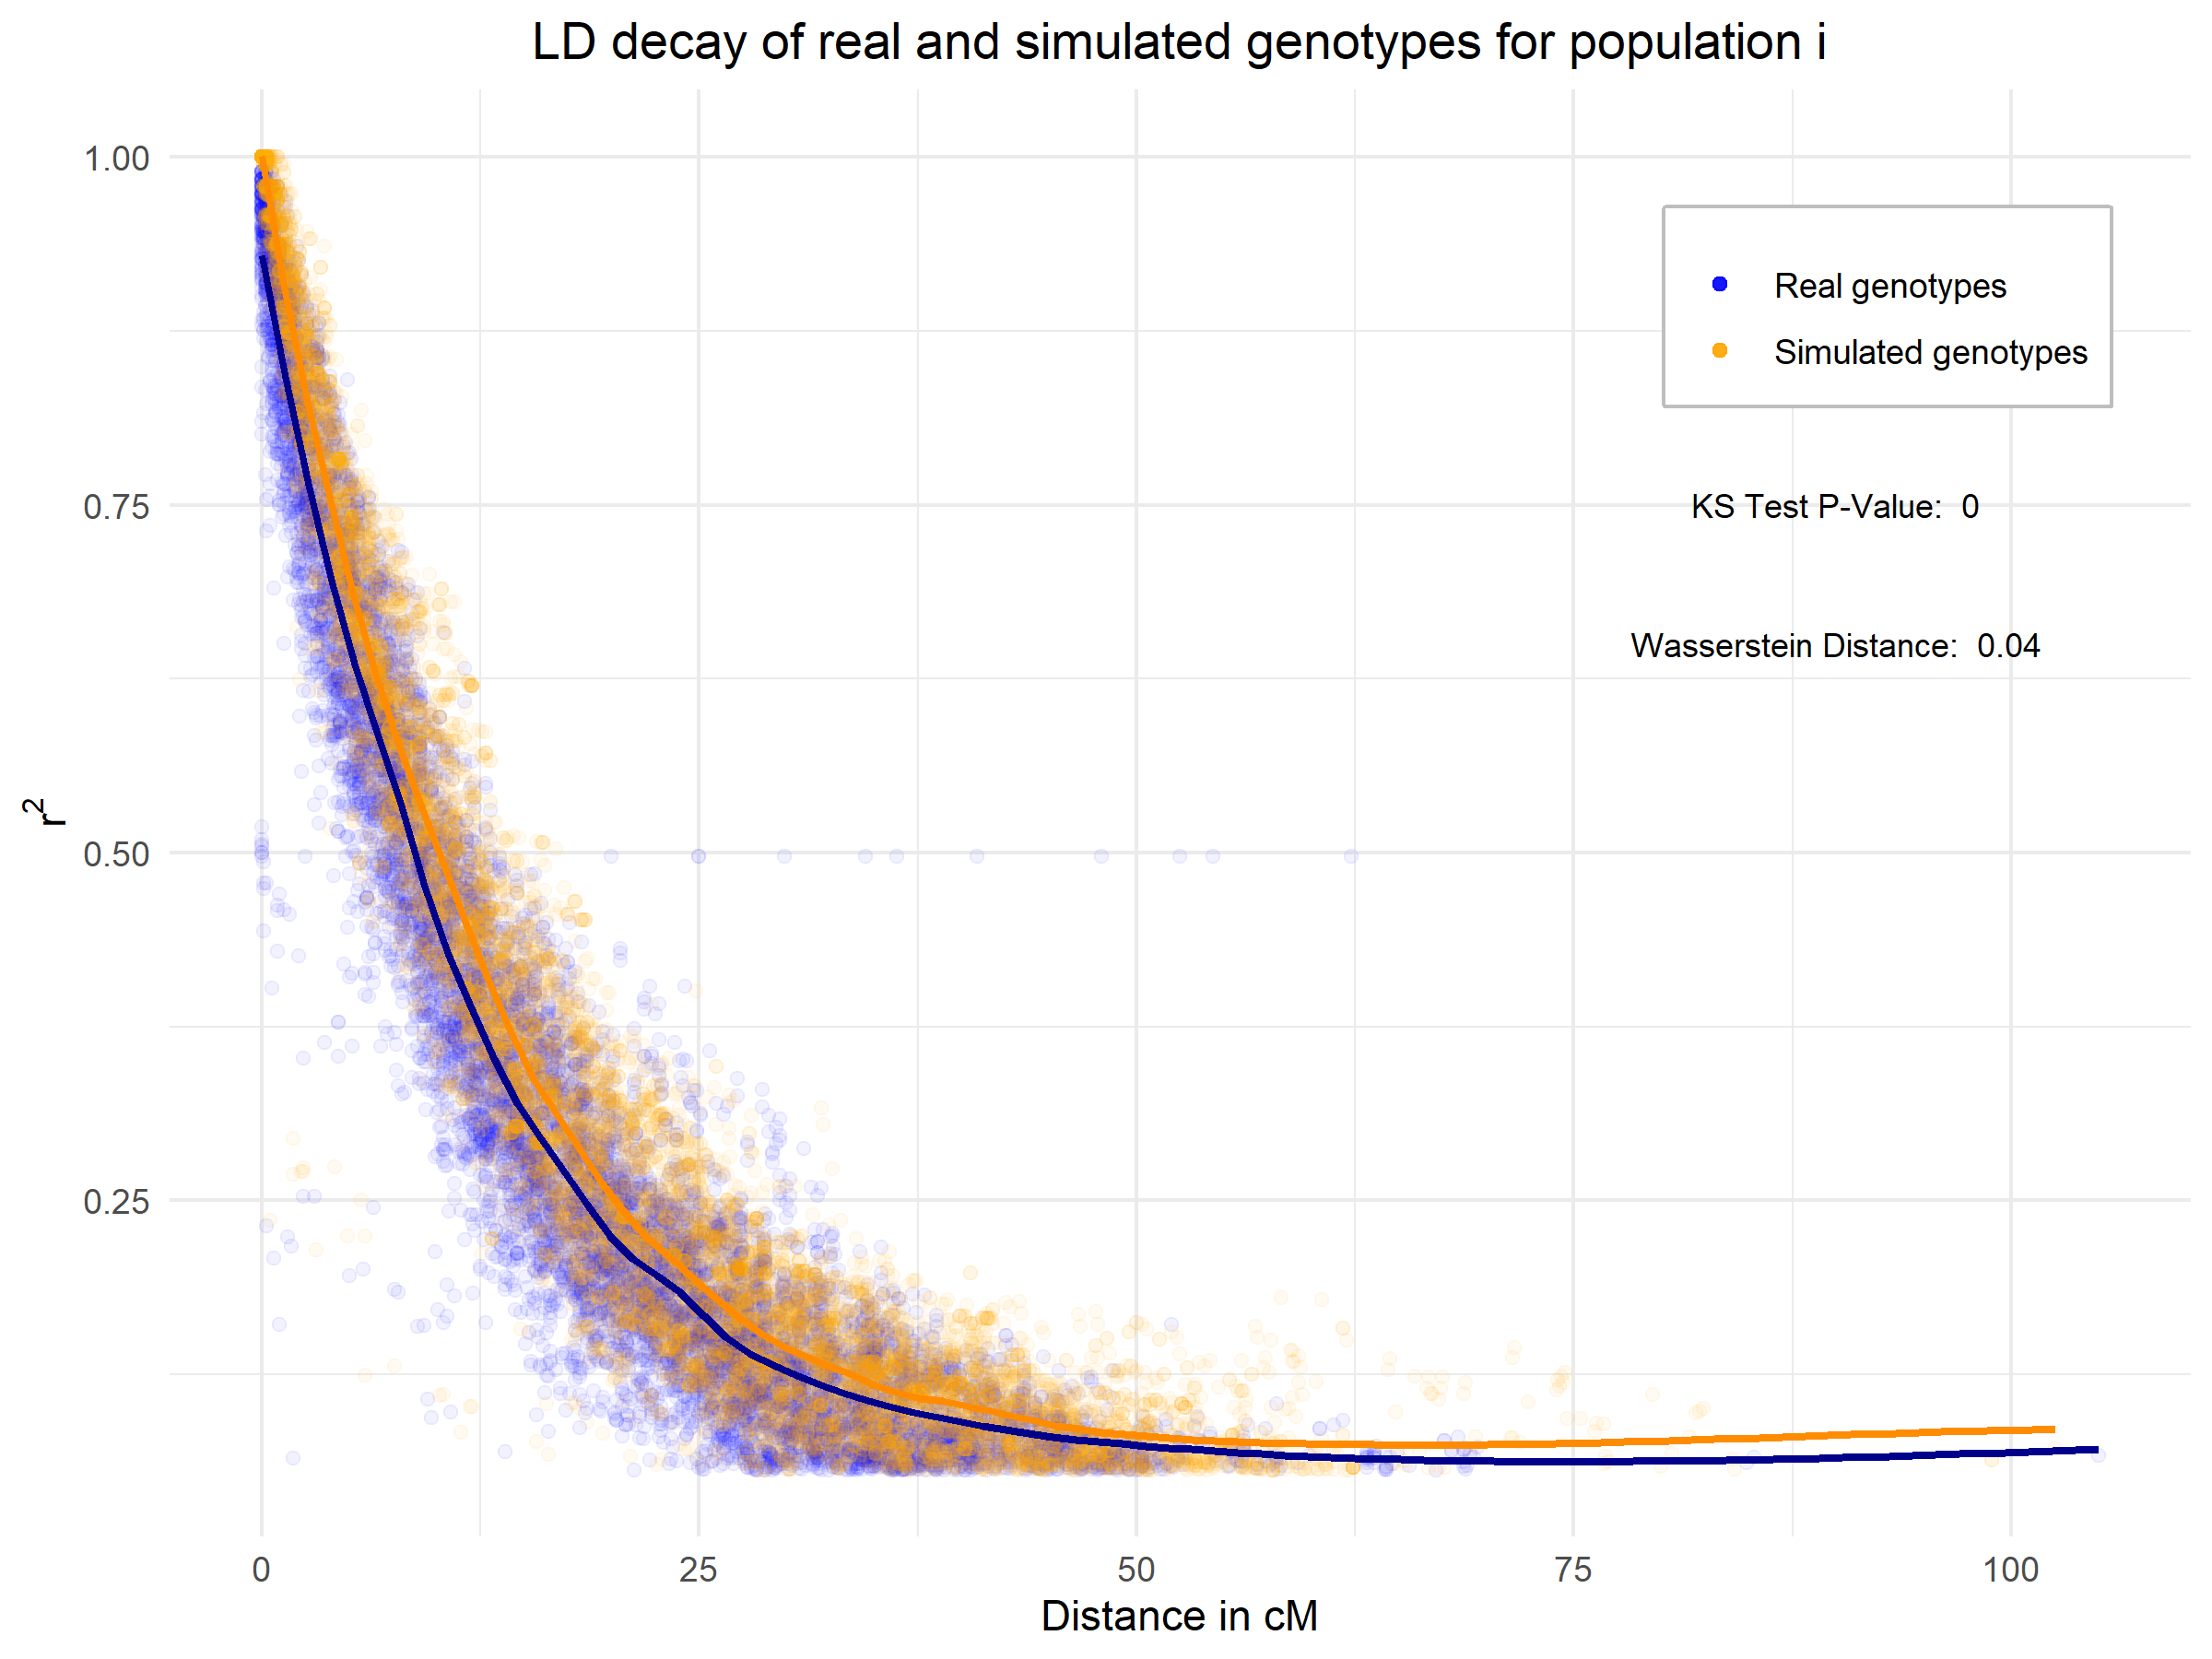 LD decay of real and simulated genotypes for population i
1.00
0.75
0.50
0.25
r²
Real genotypes
Simulated genotypes
KS Test P-Value: 0
Wasserstein Distance: 0.04
0 25 50 75 100
Distance in cM